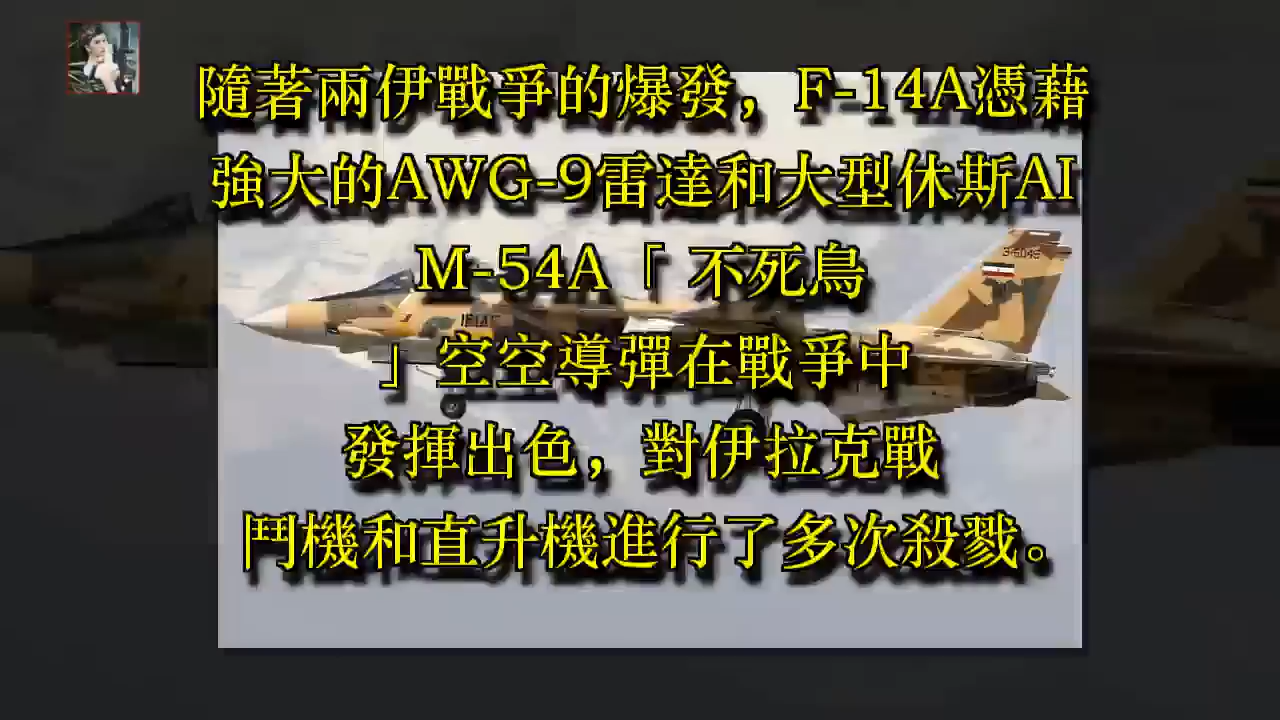 隨著兩伊戰爭的爆發，F-14A憑藉
強大的AWG-9雷達和大型休斯AI
M-54A「 不死鳥
」空空導彈在戰爭中
發揮出色，對伊拉克戰
鬥機和直升機進行了多次殺戮。
IRIAF